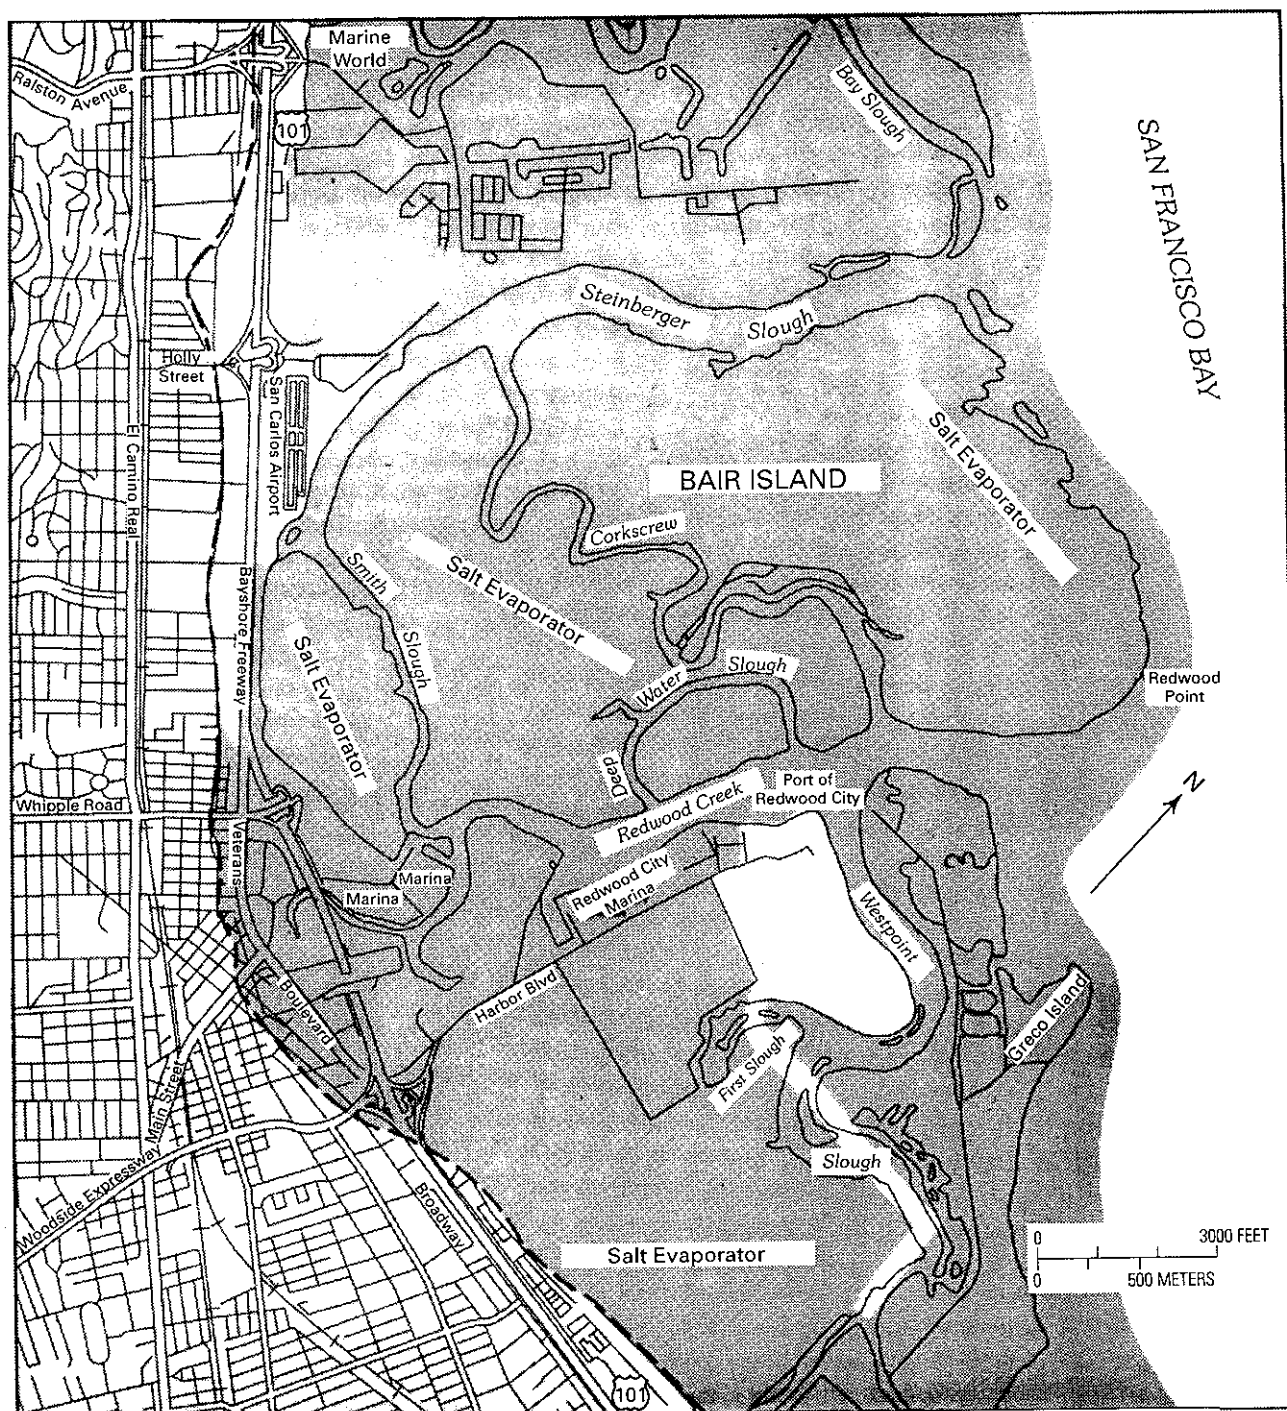 Marine
World
Ralston Avenue
101
Bay Slough
SAN FRANCISCO BAY
Steinberger
Slough
Holly
Street
San Carlos Airport
El Camino Real
Salt Evaporator
BAIR ISLAND
Corkscrew
Smith
Slough
Salt Evaporator
Bayshore Freeway
Salt Evaporator
Slough
Water
Deep
Redwood
Point
N
Whipple Road
Veterans
Boulevard
Port of
Redwood City
Redwood Creek
Marina
Marina
Redwood City
Marina
Westpoint
Harbor Blvd
Greco Island
First Slough
Slough
Main Street
Woodside Expressway
Broadway
Salt Evaporator
0 3000 FEET
0 500 METERS
101